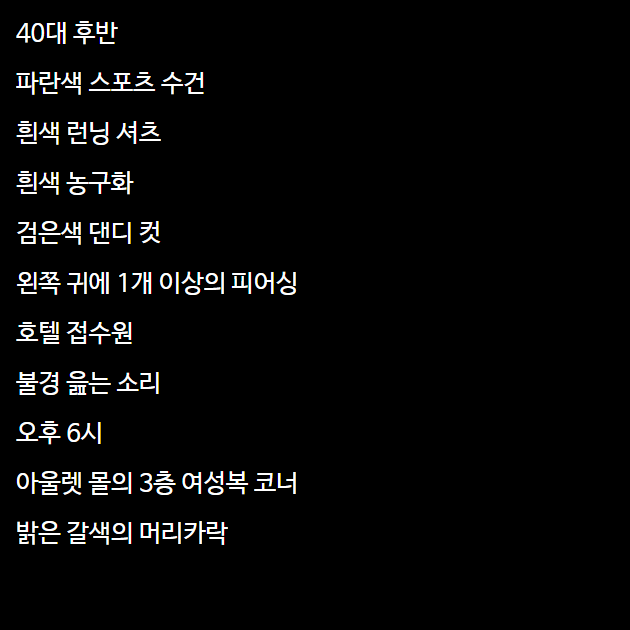 40대 후반
파란색 스포츠 수건
흰색 런닝 셔츠
흰색 농구화
검은색 댄디 컷
왼쪽 귀에 1개 이상의 피어싱
호텔 접수원
불경 읊는 소리
오후 6시
아울렛 몰의 3층 여성복 코너
밝은 갈색의 머리카락